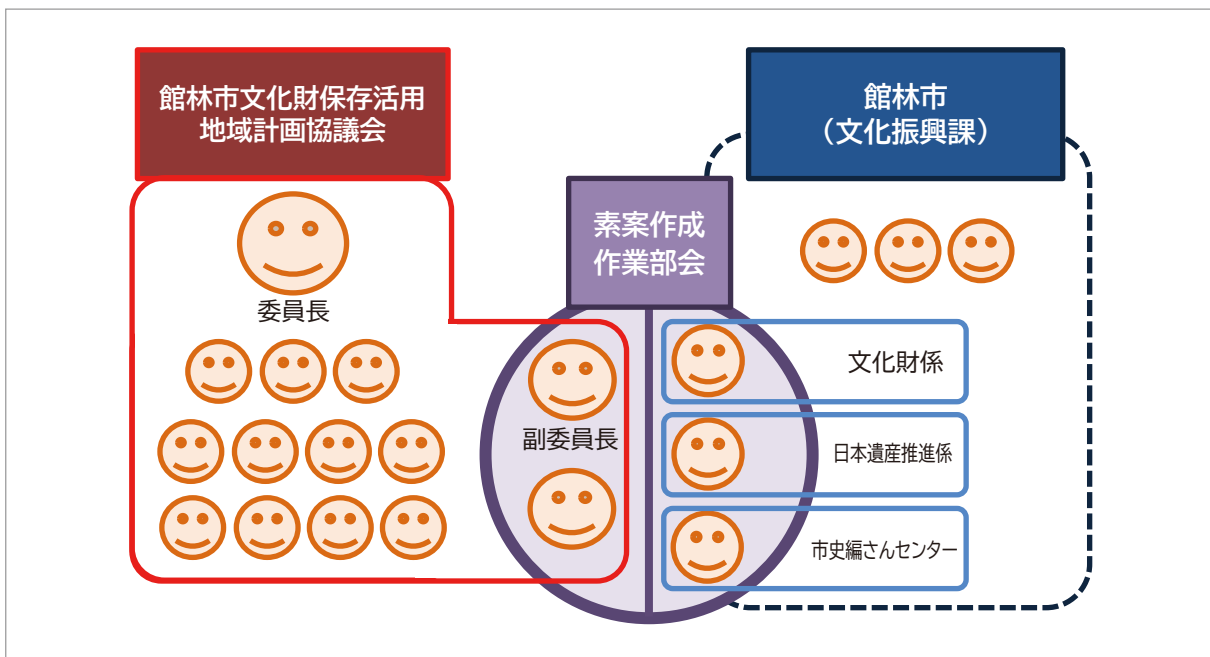 館林市文化財保存活用
地域計画協議会
館林市
（文化振興課）
素案作成
作業部会
委員長
副委員長
文化財係
日本遺産推進係
市史編さんセンター